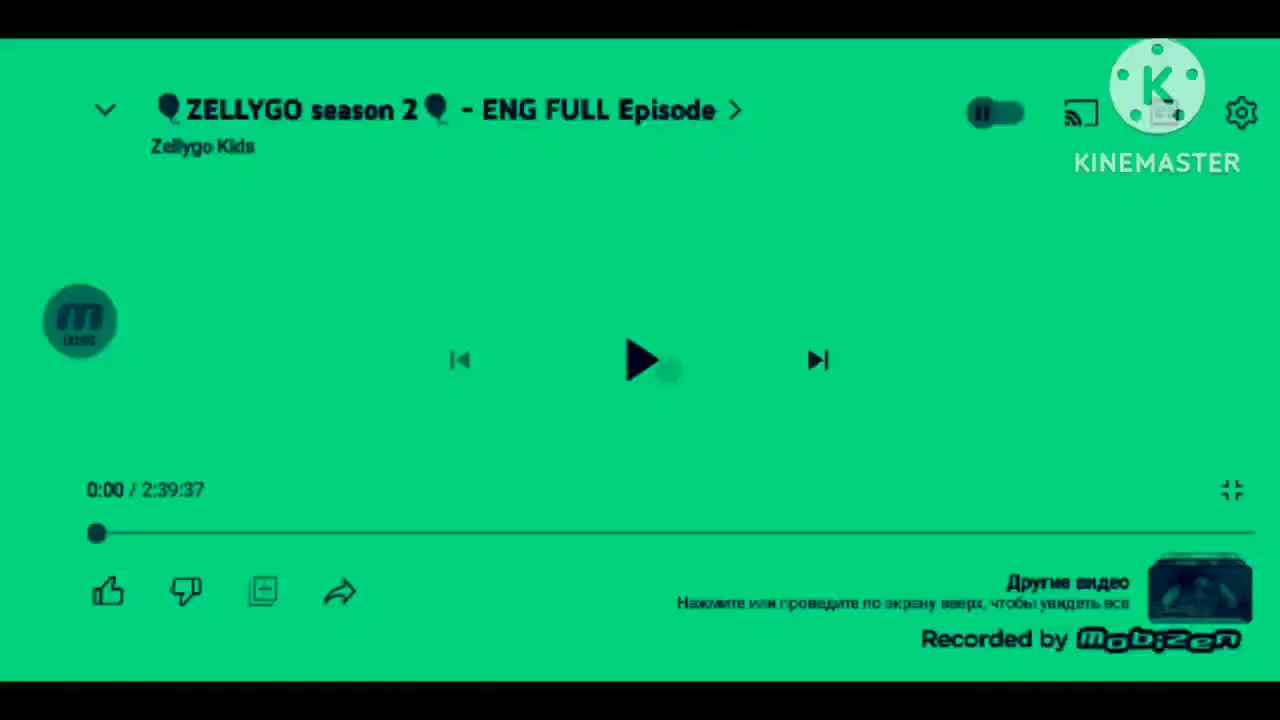 ZELLYGO season 2 - ENG FULL Episode
Zellygo Kids
KINEMASTER
0:00 / 2:39:37
Другие видео
Нажмите или проведите по экрану вверх, чтобы увидеть все
Recorded by mobizen